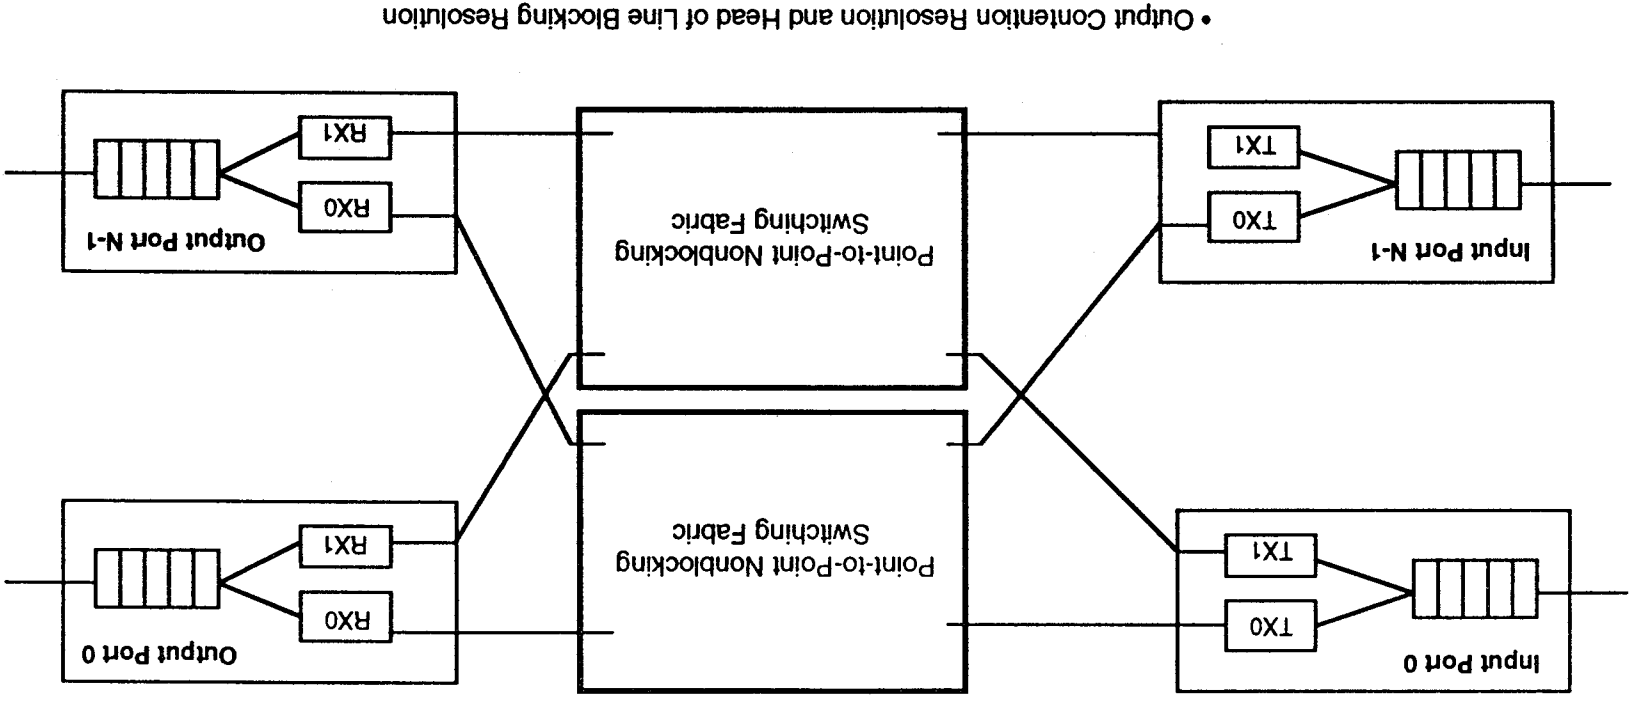 Input Port 0
TX0
TX1
Point-to-Point Nonblocking
Switching Fabric
Output Port 0
RX0
RX1
Input Port N-1
TX0
TX1
Point-to-Point Nonblocking
Switching Fabric
Output Port N-1
RX0
RX1
• Output Contention Resolution and Head of Line Blocking Resolution